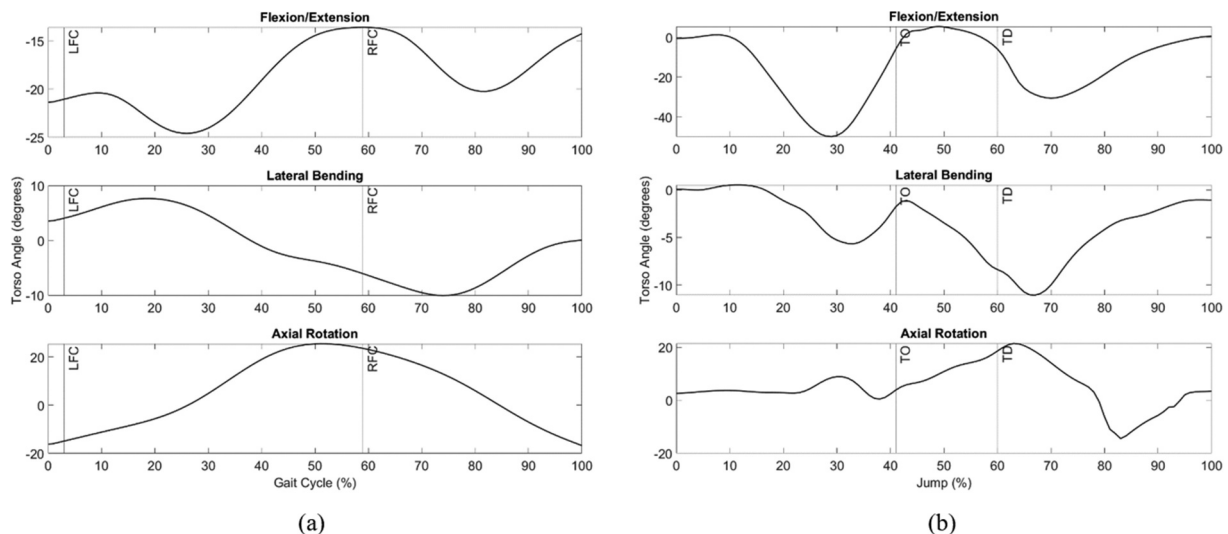 Flexion/Extension
-15
-20
-25
LFC
RFC
0 10 20 30 40 50 60 70 80 90 100
Lateral Bending
10
0
-10
LFC
RFC
0 10 20 30 40 50 60 70 80 90 100
Torso Angle (degrees)
Axial Rotation
20
0
-20
LFC
RFC
0 10 20 30 40 50 60 70 80 90 100
Gait Cycle (%)
(a)
Flexion/Extension
0
-20
-40
TO
TD
0 10 20 30 40 50 60 70 80 90 100
Lateral Bending
0
-5
-10
TO
TD
0 10 20 30 40 50 60 70 80 90 100
Torso Angle (degrees)
Axial Rotation
20
0
-20
TO
TD
0 10 20 30 40 50 60 70 80 90 100
Jump (%)
(b)